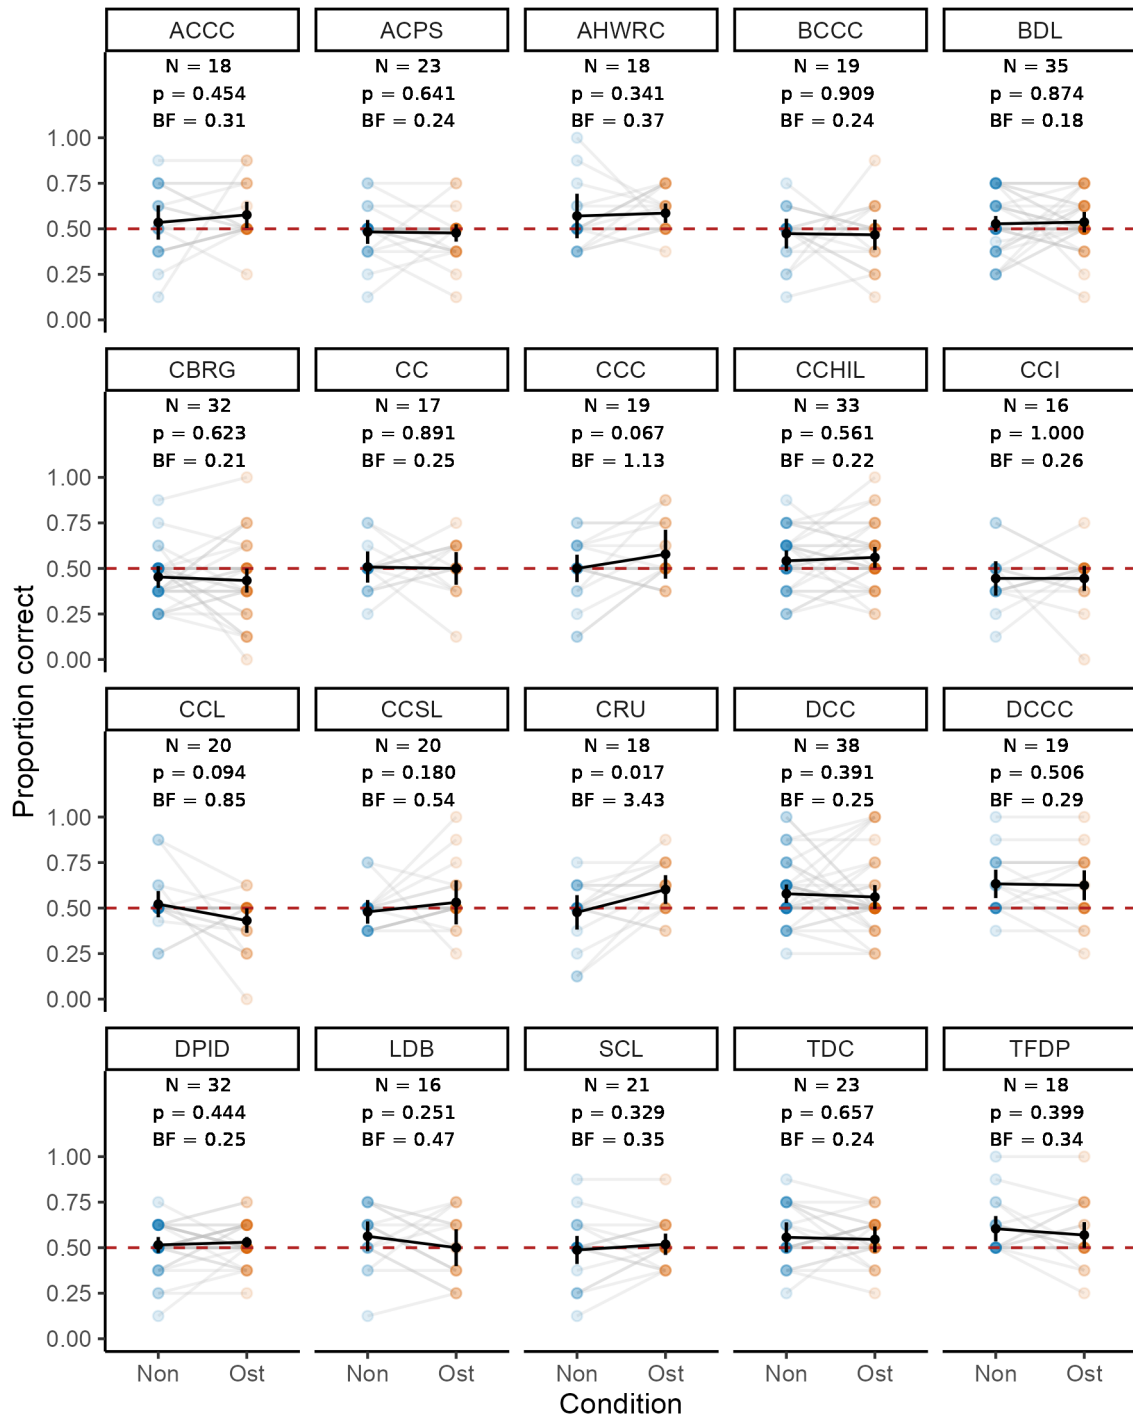 ACCC ACPS AHWRC BCCC BDL
N = 18 N = 23 N = 18 N = 19 N = 35
p = 0.454 p = 0.641 p = 0.341 p = 0.909 p = 0.874
BF = 0.31 BF = 0.24 BF = 0.37 BF = 0.24 BF = 0.18
1.00
0.75
0.50
0.25
0.00
CBRG CC CCC CCHIL CCI
N = 32 N = 17 N = 19 N = 33 N = 16
p = 0.623 p = 0.891 p = 0.067 p = 0.561 p = 1.000
BF = 0.21 BF = 0.25 BF = 1.13 BF = 0.22 BF = 0.26
1.00
0.75
0.50
0.25
0.00
Proportion correct
CCL CCSL CRU DCC DCCC
N = 20 N = 20 N = 18 N = 38 N = 19
p = 0.094 p = 0.180 p = 0.017 p = 0.391 p = 0.506
BF = 0.85 BF = 0.54 BF = 3.43 BF = 0.25 BF = 0.29
1.00
0.75
0.50
0.25
0.00
DPID LDB SCL TDC TFDP
N = 32 N = 16 N = 21 N = 23 N = 18
p = 0.444 p = 0.251 p = 0.329 p = 0.657 p = 0.399
BF = 0.25 BF = 0.47 BF = 0.35 BF = 0.24 BF = 0.34
1.00
0.75
0.50
0.25
0.00
Non Ost Non Ost Non Ost Non Ost Non Ost
Condition